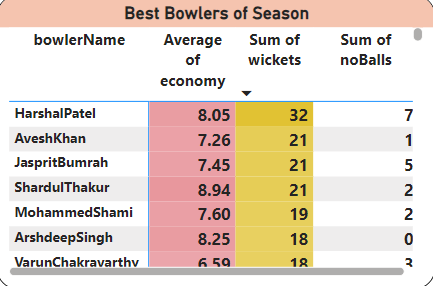 Best Bowlers of Season
bowlerName Average of economy Sum of wickets Sum of noBalls
HarshalPatel 8.05 32 7
AveshKhan 7.26 21 1
JaspritBumrah 7.45 21 5
ShardulThakur 8.94 21 2
MohammedShami 7.60 19 2
ArshdeepSingh 8.25 18 0
VarunChakravarthy 6.59 18 3